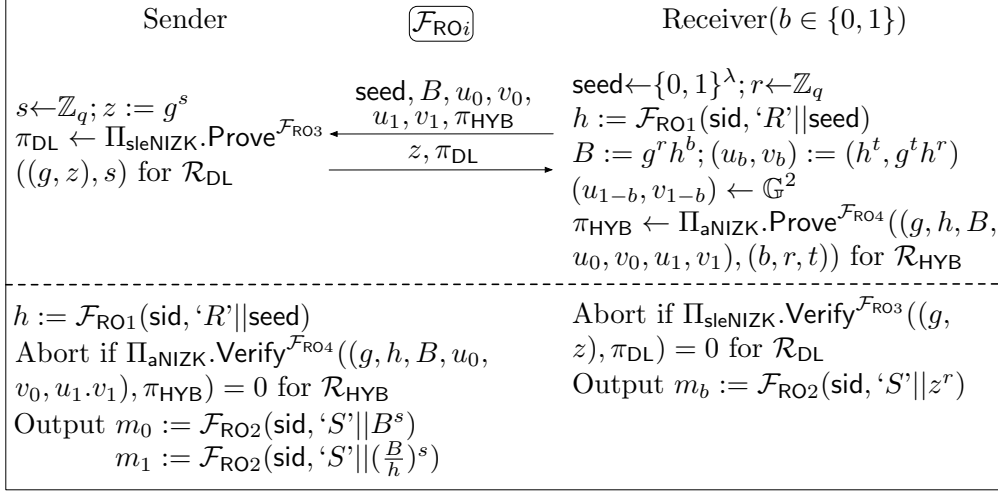 Sender
F_ROi
Receiver(b ∈ {0, 1})
s←ℤ_q; z := g^s
π_DL ← Π_sleNIZK.Prove^{F_RO3}
((g, z), s) for R_DL
seed, B, u_0, v_0,
u_1, v_1, π_HYB
z, π_DL
seed←{0, 1}^λ; r←ℤ_q
h := F_RO1(sid, ‘R’||seed)
B := g^r h^b; (u_b, v_b) := (h^t, g^t h^r)
(u_{1−b}, v_{1−b}) ← 𝔾^2
π_HYB ← Π_aNIZK.Prove^{F_RO4}((g, h, B,
u_0, v_0, u_1, v_1), (b, r, t)) for R_HYB
h := F_RO1(sid, ‘R’||seed)
Abort if Π_aNIZK.Verify^{F_RO4}((g, h, B, u_0,
v_0, u_1.v_1), π_HYB) = 0 for R_HYB
Output m_0 := F_RO2(sid, ‘S’||B^s)
m_1 := F_RO2(sid, ‘S’||(B/h)^s)
Abort if Π_sleNIZK.Verify^{F_RO3}((g,
z), π_DL) = 0 for R_DL
Output m_b := F_RO2(sid, ‘S’||z^r)